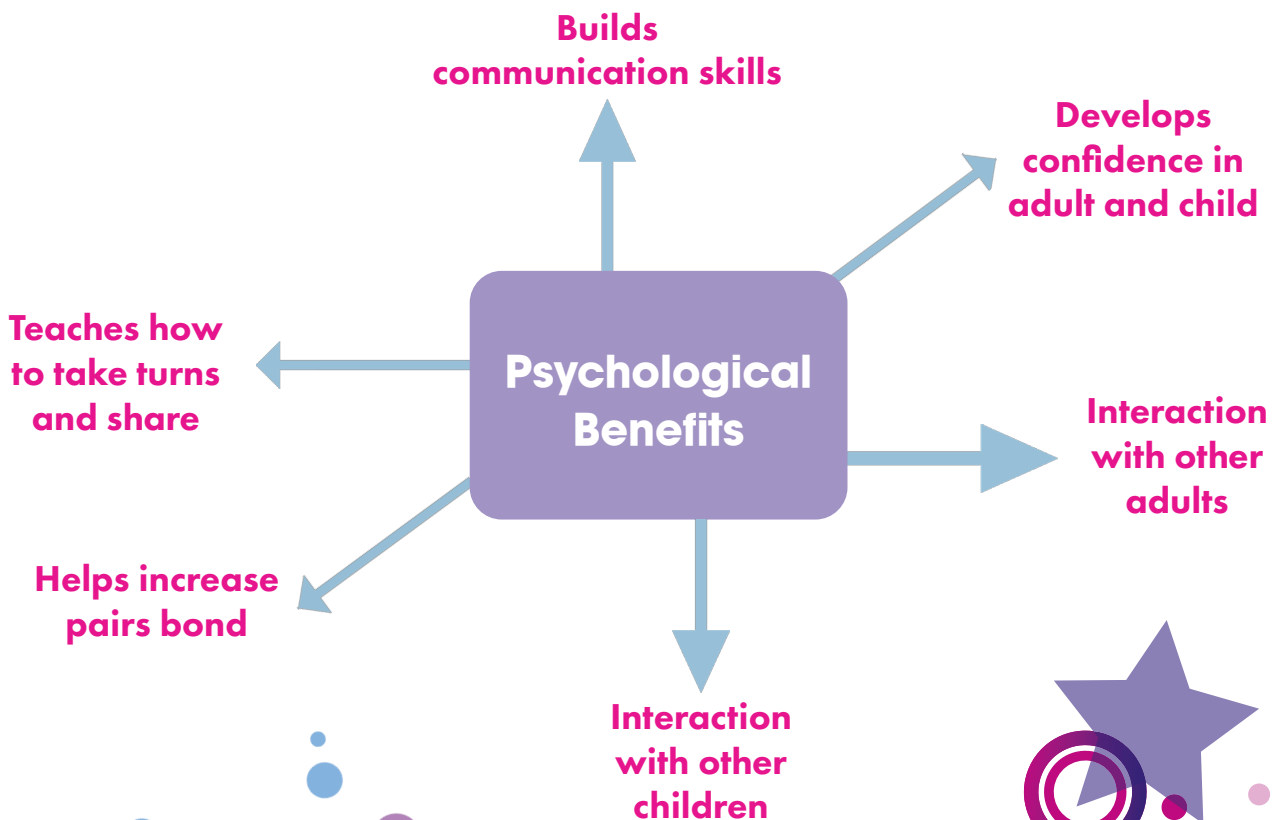 Builds
communication skills
Develops
confidence in
adult and child
Teaches how
to take turns
and share
Psychological
Benefits
Interaction
with other
adults
Helps increase
pairs bond
Interaction
with other
children